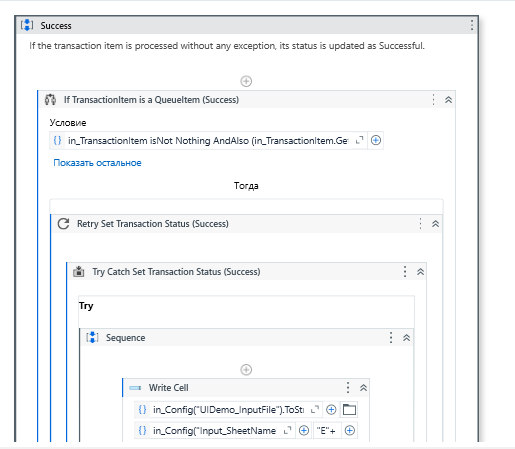 Success
If the transaction item is processed without any exception, its status is updated as Successful.
If TransactionItem is a QueueItem (Success)
Условие
in_TransactionItem isNot Nothing AndAlso (in_TransactionItem.Ge
Показать остальное
Тогда
Retry Set Transaction Status (Success)
Try Catch Set Transaction Status (Success)
Try
Sequence
Write Cell
in_Config("UIDemo_InputFile").ToSt
in_Config("Input_SheetName "E"+